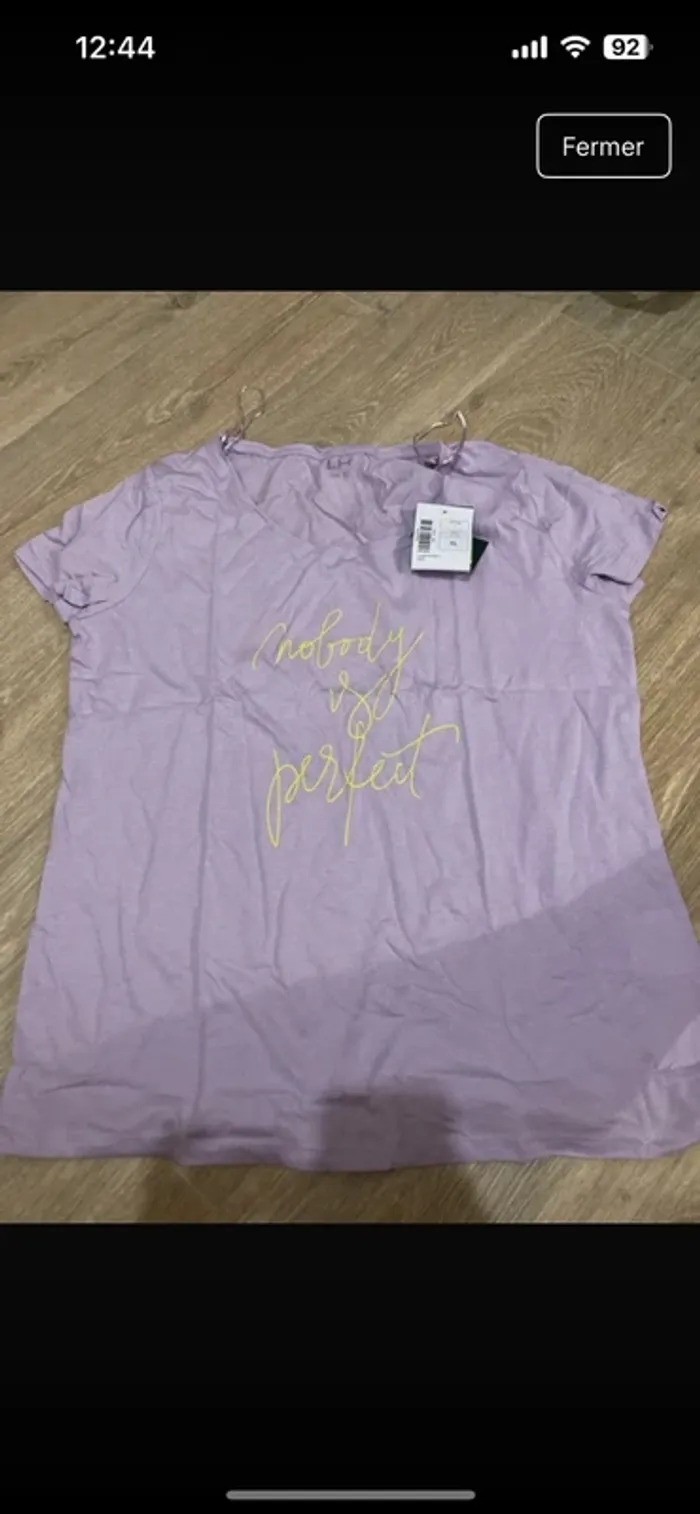 12:44
92
Fermer
nobody
is
perfect